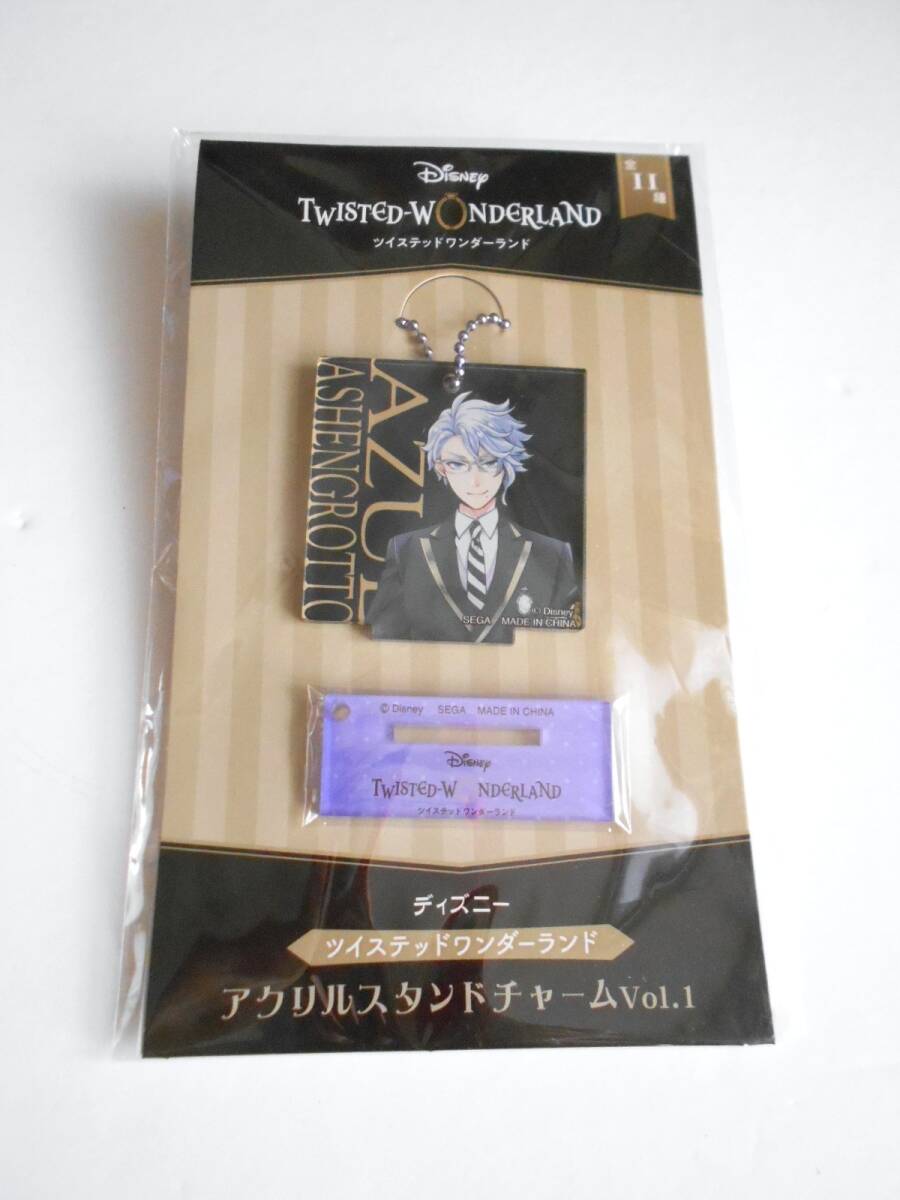 Disney
TWISTED-WONDERLAND
ツイステッドワンダーランド
全
11
種
AZUL
ASHENGROTTO
© Disney
SEGA MADE IN CHINA
© Disney SEGA MADE IN CHINA
Disney
TWISTED-W NDERLAND
ツイステッドワンダーランド
ディズニー
ツイステッドワンダーランド
アクリルスタンドチャームVol.1